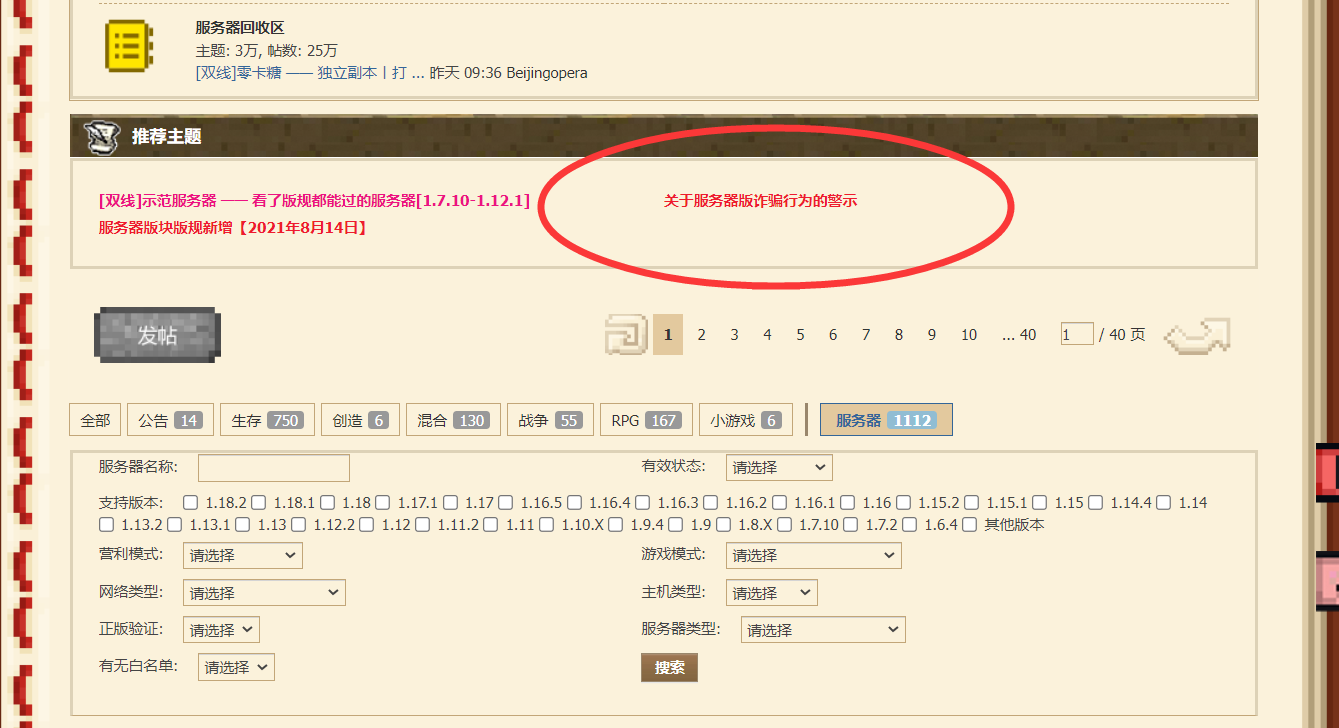 服务器回收区
主题: 3万, 帖数: 25万
[双线]零卡糖 —— 独立副本丨打 ... 昨天 09:36 Beijingopera
推荐主题
[双线]示范服务器 —— 看了版规都能过的服务器[1.7.10-1.12.1] 关于服务器版诈骗行为的警示
服务器版块版规新增【2021年8月14日】
发帖 1 2 3 4 5 6 7 8 9 10 ... 40 1 / 40 页
全部 公告 14 生存 750 创造 6 混合 130 战争 55 RPG 167 小游戏 6 服务器 1112
服务器名称: 有效状态: 请选择
支持版本: 1.18.2 1.18.1 1.18 1.17.1 1.17 1.16.5 1.16.4 1.16.3 1.16.2 1.16.1 1.16 1.15.2 1.15.1 1.15 1.14.4 1.14
1.13.2 1.13.1 1.13 1.12.2 1.12 1.11.2 1.11 1.10.X 1.9.4 1.9 1.8.X 1.7.10 1.7.2 1.6.4 其他版本
营利模式: 请选择 游戏模式: 请选择
网络类型: 请选择 主机类型: 请选择
正版验证: 请选择 服务器类型: 请选择
有无白名单: 请选择 搜索